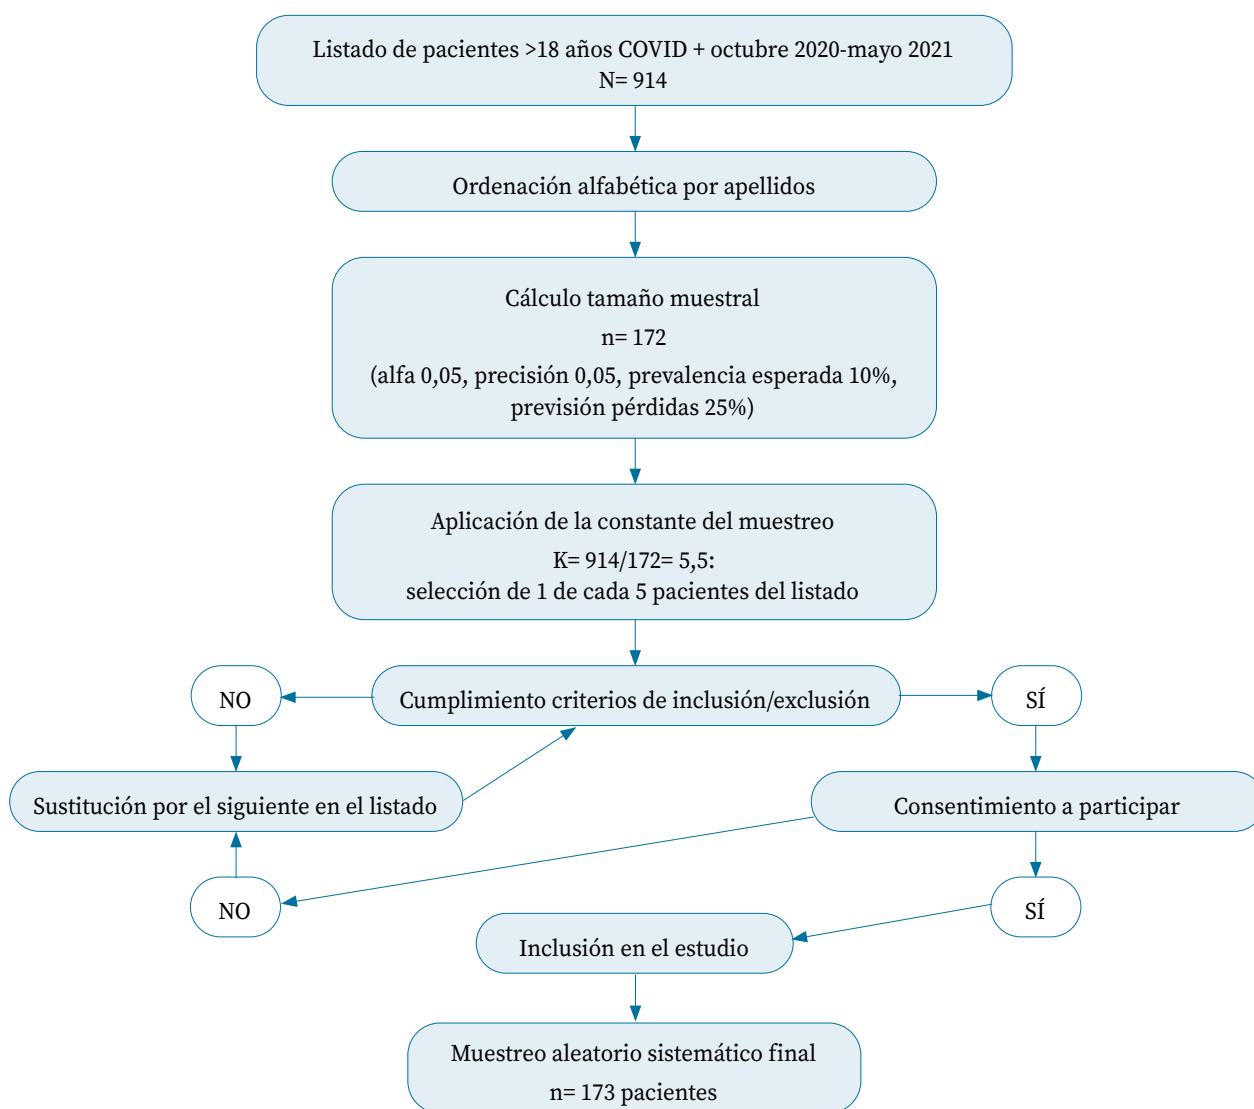 Listado de pacientes >18 años COVID + octubre 2020-mayo 2021
N= 914
Ordenación alfabética por apellidos
Cálculo tamaño muestral
n= 172
(alfa 0,05, precisión 0,05, prevalencia esperada 10%,
previsión pérdidas 25%)
Aplicación de la constante del muestreo
K= 914/172= 5,5:
selección de 1 de cada 5 pacientes del listado
NO
Cumplimiento criterios de inclusión/exclusión
SÍ
Sustitución por el siguiente en el listado
Consentimiento a participar
NO
SÍ
Inclusión en el estudio
Muestreo aleatorio sistemático final
n= 173 pacientes